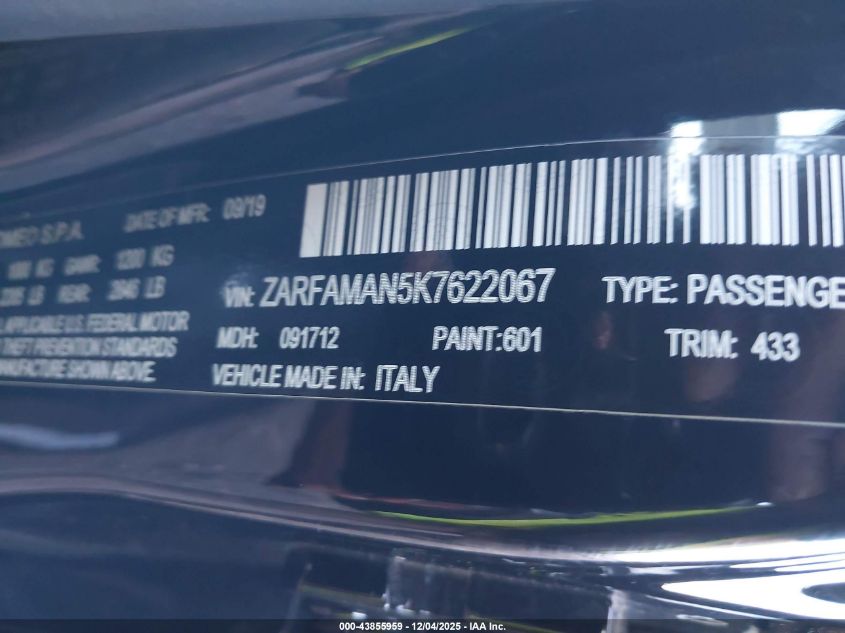 S.P.A. DATE OF MFR: 09/19
KG GAWR: 1200 KG
LB REAR: 2646 LB
VIN: ZARFAMAN5K7622067 TYPE: PASSENGE
APPLICABLE U.S. FEDERAL MOTOR
THEFT PREVENTION STANDARDS
MANUFACTURE SHOWN ABOVE.
MDH: 091712 PAINT:601 TRIM: 433
VEHICLE MADE IN: ITALY
000-43855959 - 12/04/2025 - IAA Inc.